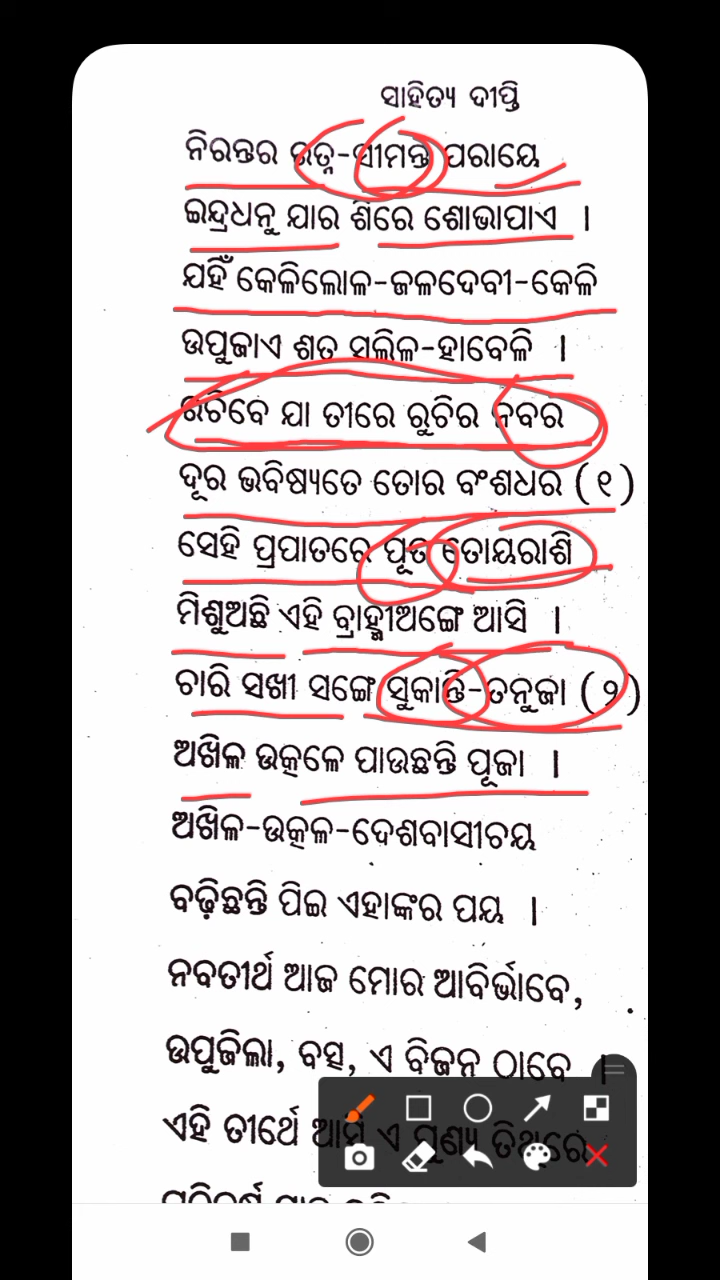 ସାହିତ୍ୟ ଦୀପ୍ତି
ନିରନ୍ତର ରତ୍ନ-ସୀମନ୍ତି ପରାୟେ
ଇନ୍ଦ୍ରଧନୁ ଯାର ଶିରେ ଶୋଭାପାଏ ।
ଯହିଁ କେଳିଲୋଳ-ଜଳଦେବୀ-କେଳି
ଉପୁଜାଏ ଶତ ସଲିଳ-ହାବେଳି ।
ରଚିବେ ଯା ତୀରେ ରୁଚିର ନବର
ଦୂର ଭବିଷ୍ୟତେ ତୋର ବଂଶଧର (୧)
ସେହି ପ୍ରପାତରେ ପୂତ ତୋୟରାଶି
ମିଶୁଅଛି ଏହି ବ୍ରାହ୍ମୀଅଙ୍ଗେ ଆସି ।
ଚାରି ସଖୀ ସଙ୍ଗେ ସୁକାନ୍ତି-ତନୁଜା (୨)
ଅଖିଳ ଉତ୍କଳେ ପାଉଛନ୍ତି ପୂଜା ।
ଅଖିଳ-ଉତ୍କଳ-ଦେଶବାସୀଚୟ
ବଢ଼ିଛନ୍ତି ପିଇ ଏହାଙ୍କର ପୟ ।
ନବତୀର୍ଥ ଆଜ ମୋର ଆବିର୍ଭାବେ,
ଉପୁଜିଲା, ବତ୍ସ, ଏ ବିଜନ ଠାବେ ।
ଏହି ତୀର୍ଥେ ଆସି ଏ ପୁଣ୍ୟ ତିଥିରେ